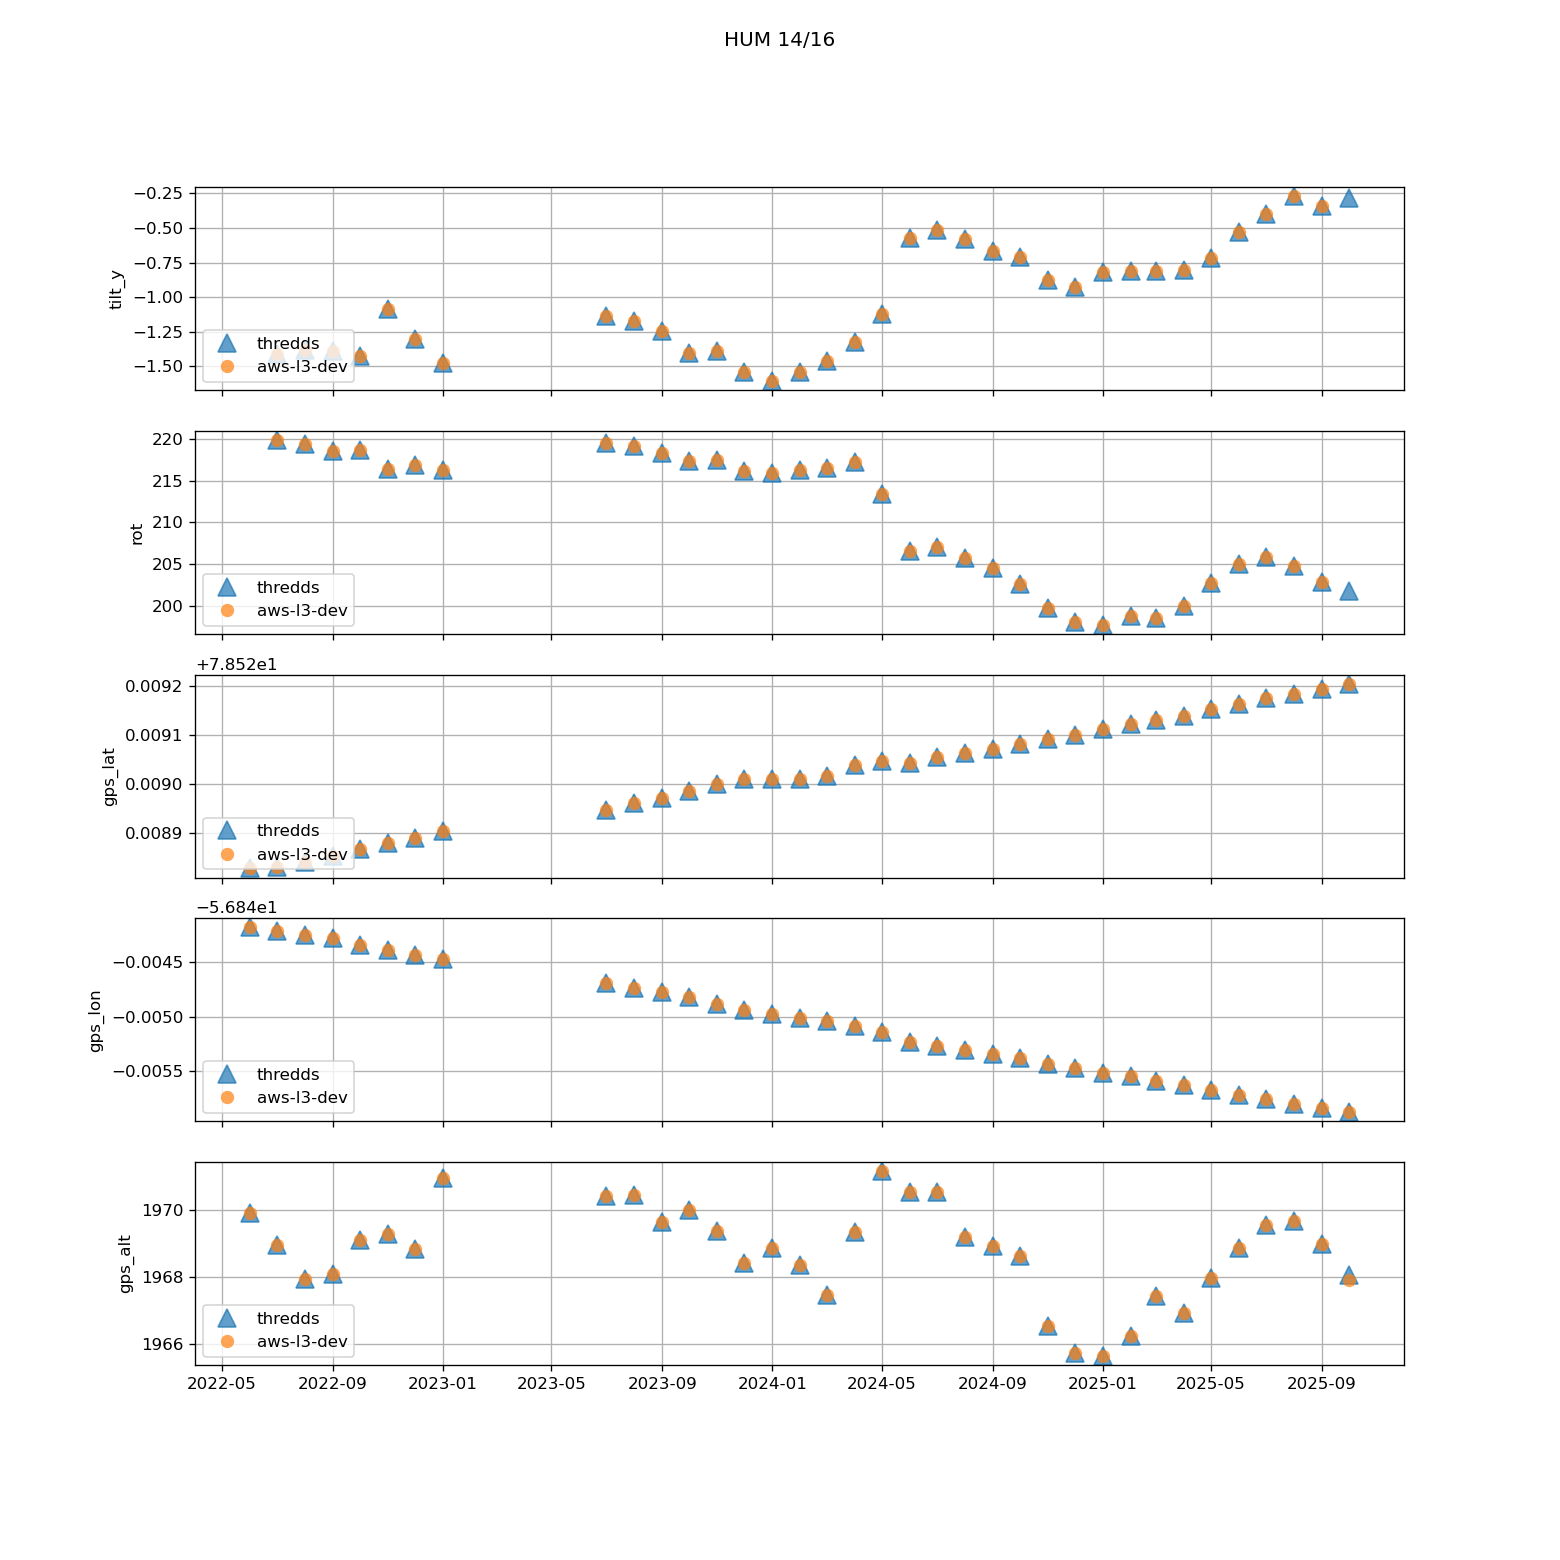 HUM 14/16
−0.25
−0.50
−0.75
−1.00
−1.25
−1.50
tilt_y
thredds
aws-l3-dev
220
215
210
205
200
rot
thredds
aws-l3-dev
+7.852e1
0.0092
0.0091
0.0090
0.00889
gps_lat
thredds
aws-l3-dev
−5.684e1
−0.0045
−0.0050
−0.0055
gps_lon
thredds
aws-l3-dev
1970
1968
1966
gps_alt
thredds
aws-l3-dev
2022-05 2022-09 2023-01 2023-05 2023-09 2024-01 2024-05 2024-09 2025-01 2025-05 2025-09